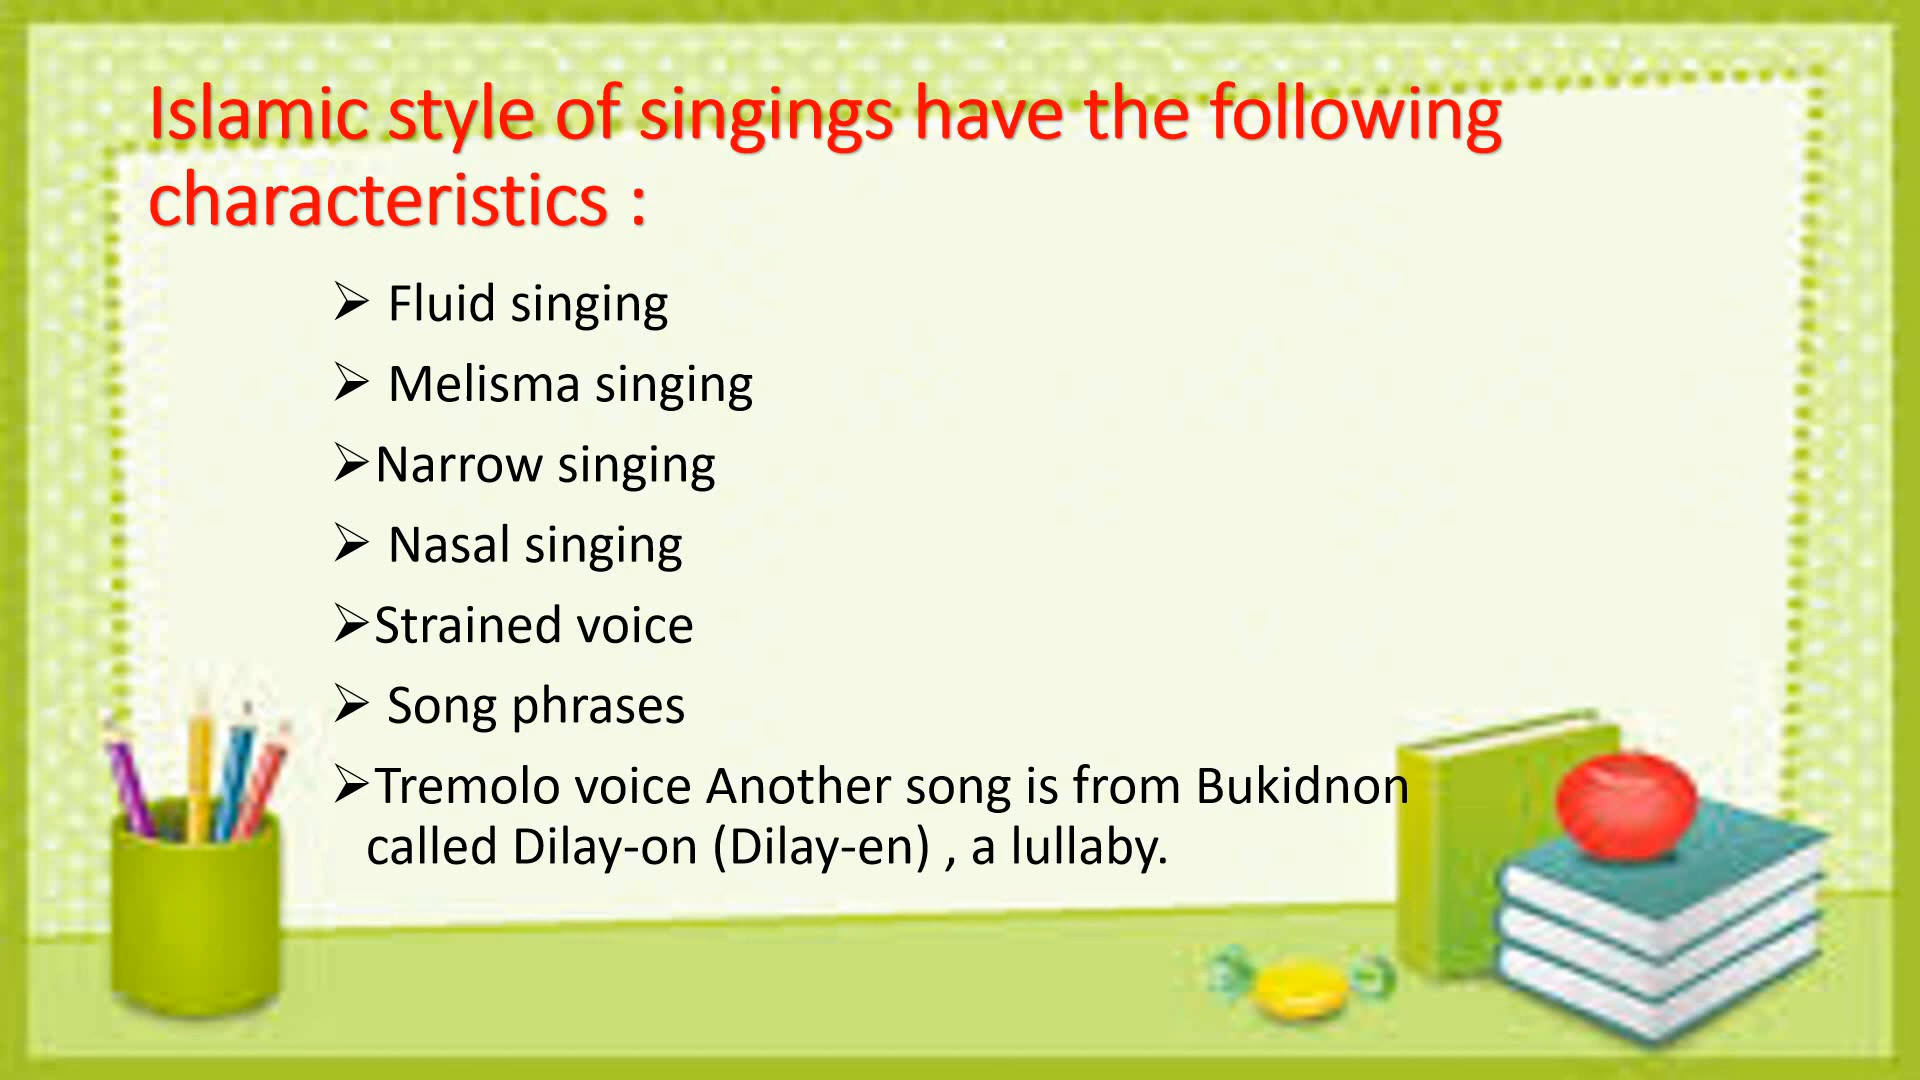 Islamic style of singings have the following
characteristics :
➢ Fluid singing
➢ Melisma singing
➢Narrow singing
➢ Nasal singing
➢Strained voice
➢ Song phrases
➢Tremolo voice Another song is from Bukidnon
called Dilay-on (Dilay-en) , a lullaby.